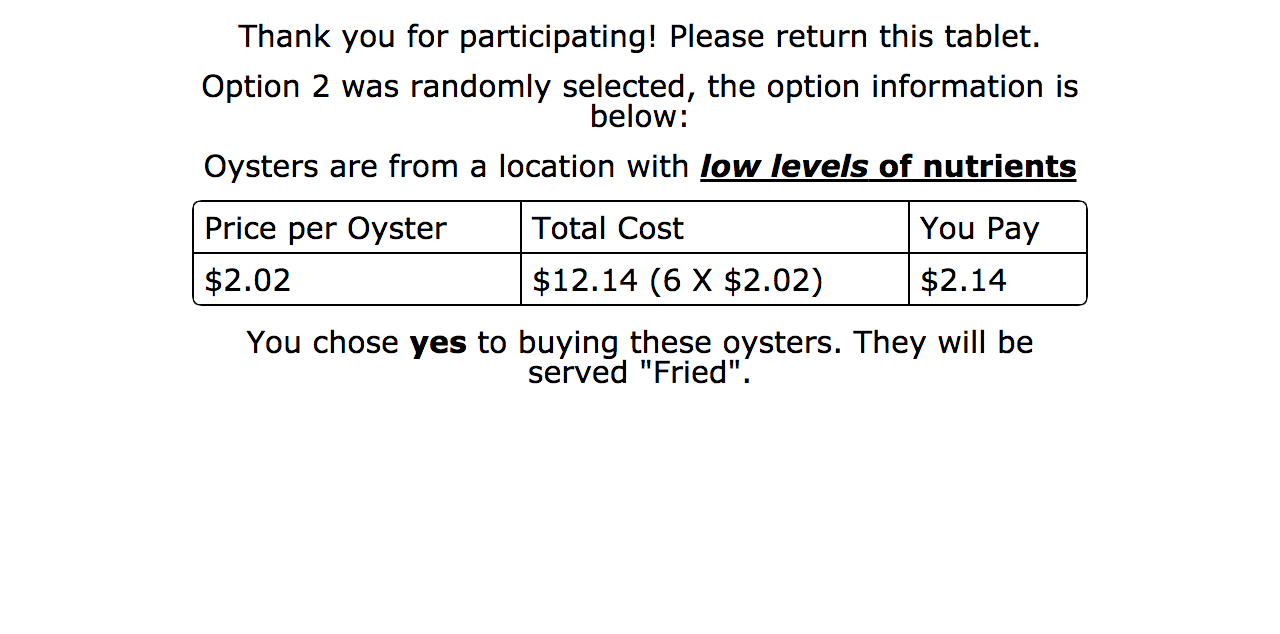 Thank you for participating! Please return this tablet.
Option 2 was randomly selected, the option information is
below:
Oysters are from a location with low levels of nutrients
Price per Oyster Total Cost You Pay
$2.02 $12.14 (6 X $2.02) $2.14
You chose yes to buying these oysters. They will be
served "Fried".